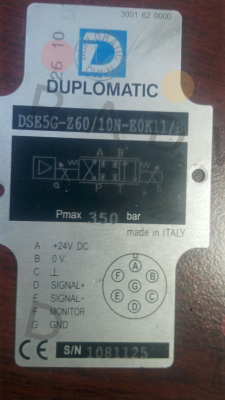 3001 62 0000
26 10
D
DUPLOMATIC
DSE5G-Z60/10N-E0K11/B
A B
P T
Pmax 350 bar
made in ITALY
A +24V DC
B 0V
C ⊥
D SIGNAL+
E SIGNAL-
F MONITOR
G GND
A
F B
G
E C
D
CE S/N 1081125